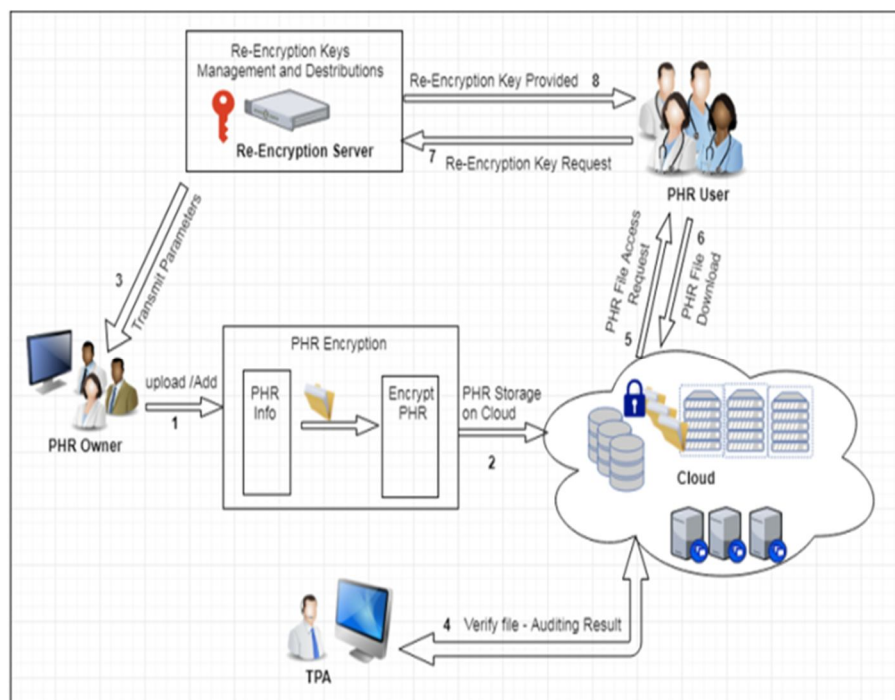 Re-Encryption Keys
Management and Destributions
Re-Encryption Server
Re-Encryption Key Provided 8
7
Re-Encryption Key Request
PHR User
3
Transmit Parameters
PHR File Access
Request
5
6
PHR File
Download
PHR Owner
upload /Add
1
PHR Encryption
PHR
Info
Encrypt
PHR
PHR Storage
on Cloud
2
Cloud
4 Verify file - Auditing Result
TPA